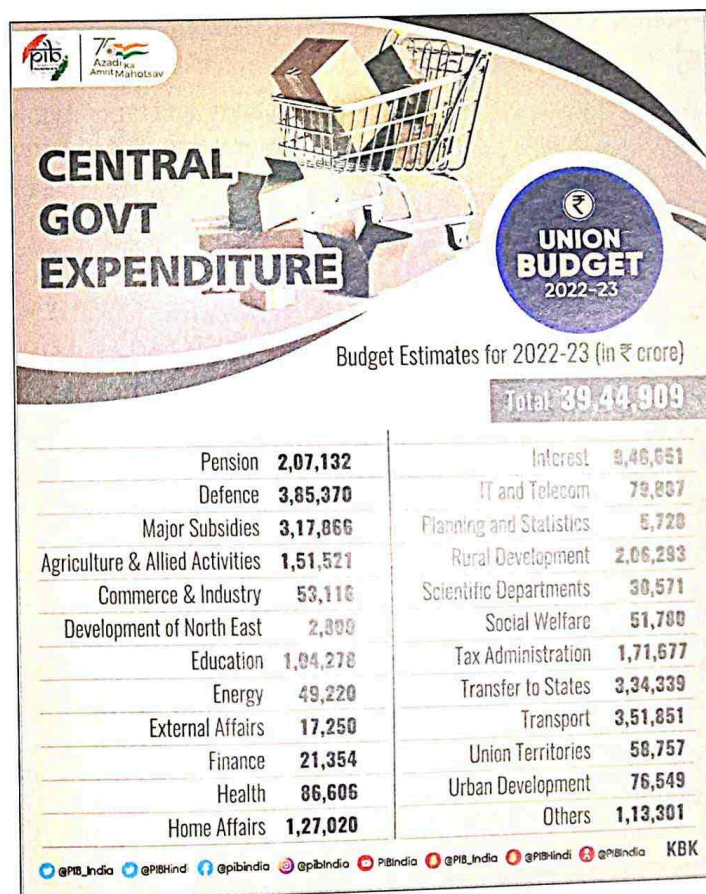 pib
75
Azadi Ka
Amrit Mahotsav
CENTRAL
GOVT
EXPENDITURE
₹
UNION
BUDGET
2022-23
Budget Estimates for 2022-23 (in ₹ crore)
Total 39,44,909
Pension 2,07,132
Defence 3,85,370
Major Subsidies 3,17,866
Agriculture & Allied Activities 1,51,521
Commerce & Industry 53,116
Development of North East 2,800
Education 1,04,278
Energy 49,220
External Affairs 17,250
Finance 21,354
Health 86,606
Home Affairs 1,27,020
Interest
IT and Telecom 79,887
Planning and Statistics 5,720
Rural Development 2,06,293
Scientific Departments 30,571
Social Welfare 51,780
Tax Administration 1,71,677
Transfer to States 3,34,339
Transport 3,51,851
Union Territories 58,757
Urban Development 76,549
Others 1,13,301
@PIB_India @PIBHindi @pibindia @pibindia PIBIndia @PIB_India @PIBHindi @PIBIndia KBK